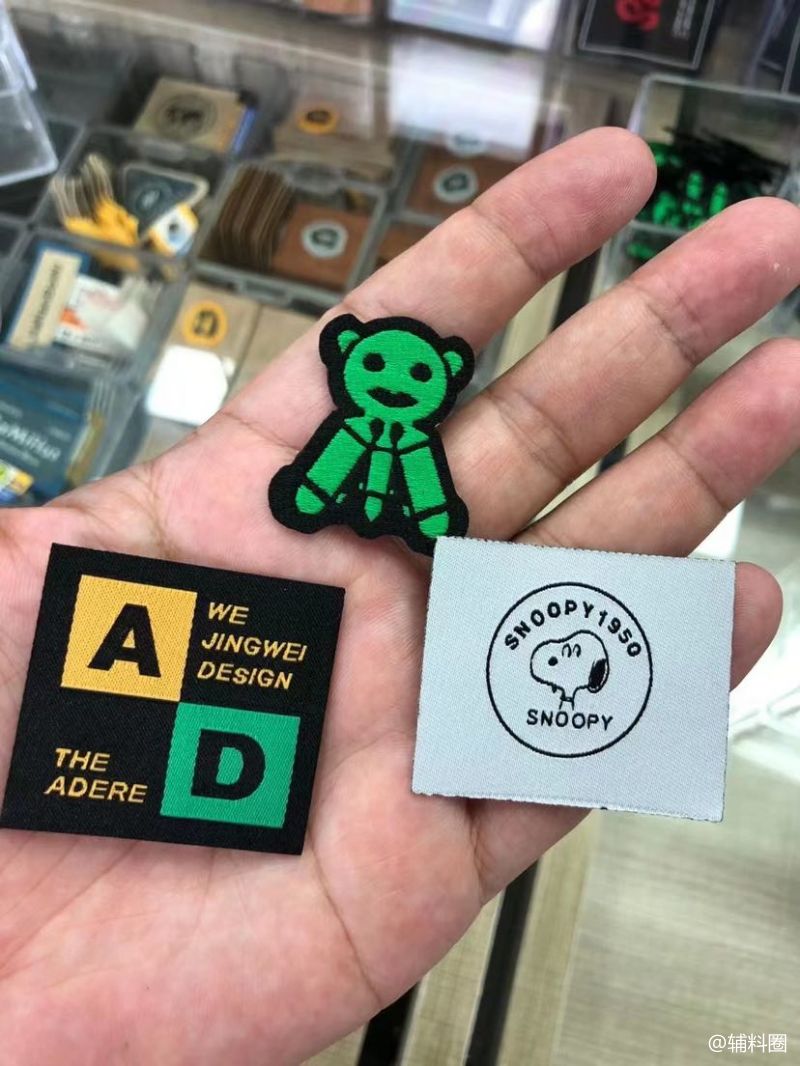 A
WE
JINGWEI
DESIGN
THE
ADERE
D
SNOOPY1950
SNOOPY
@辅料圈